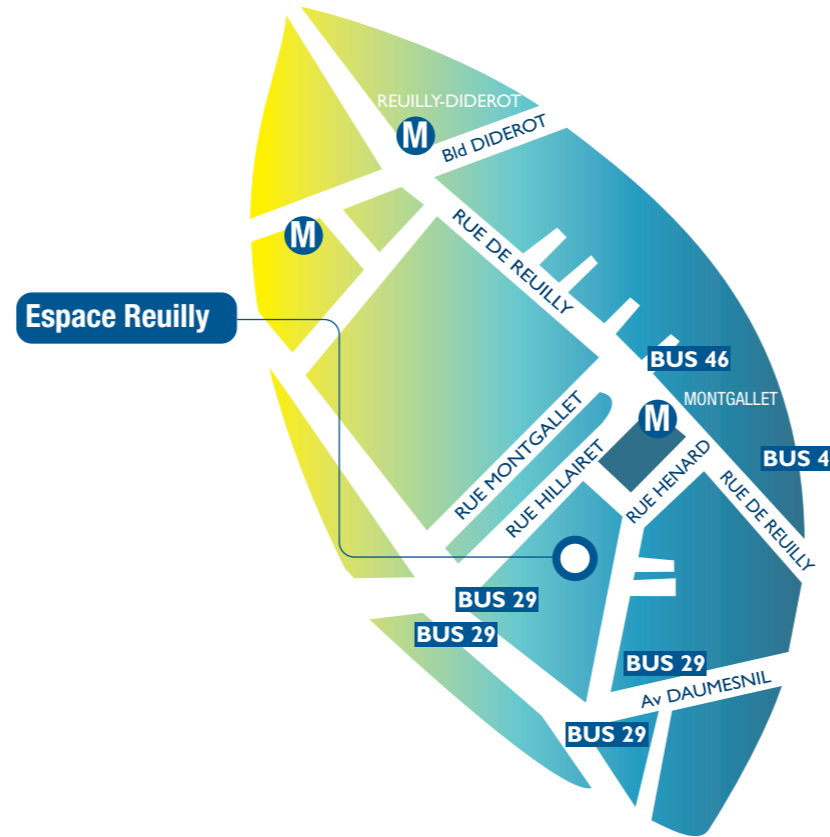 REUILLY-DIDEROT
M
Bld DIDEROT
M
RUE DE REUILLY
Espace Reuilly
BUS 46
MONTGALLET
M
RUE MONTGALLET
RUE HILLAIRET
RUE HENARD
BUS 4
RUE DE REUILLY
BUS 29
BUS 29
BUS 29
Av DAUMESNIL
BUS 29